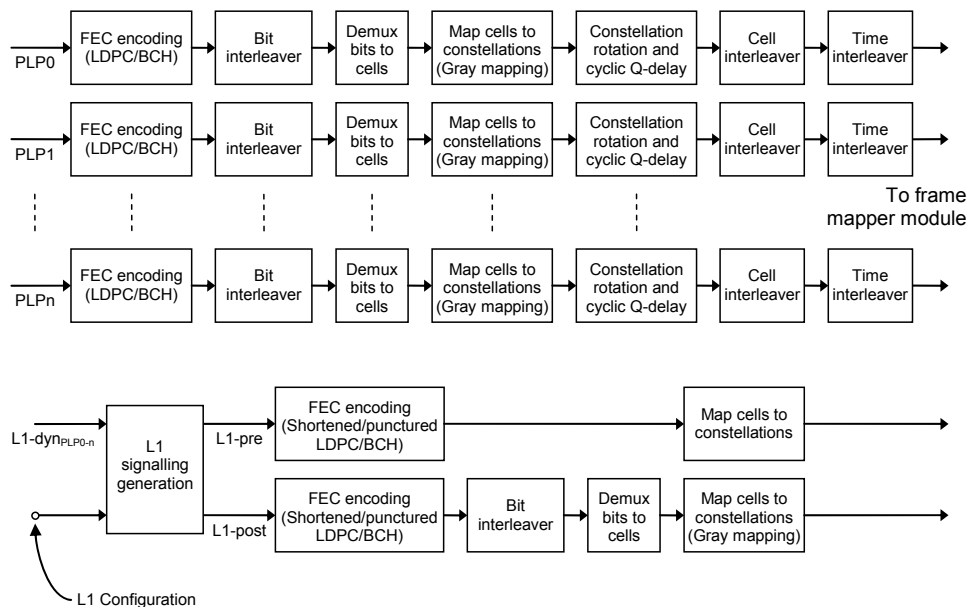 FEC encoding
(LDPC/BCH)
Bit
interleaver
Demux
bits to
cells
Map cells to
constellations
(Gray mapping)
Constellation
rotation and
cyclic Q-delay
Cell
interleaver
Time
interleaver
PLP0
FEC encoding
(LDPC/BCH)
Bit
interleaver
Demux
bits to
cells
Map cells to
constellations
(Gray mapping)
Constellation
rotation and
cyclic Q-delay
Cell
interleaver
Time
interleaver
PLP1
To frame
mapper module
FEC encoding
(LDPC/BCH)
Bit
interleaver
Demux
bits to
cells
Map cells to
constellations
(Gray mapping)
Constellation
rotation and
cyclic Q-delay
Cell
interleaver
Time
interleaver
PLPn
L1-dynPLP0-n
L1
signalling
generation
L1-pre
FEC encoding
(Shortened/punctured
LDPC/BCH)
Map cells to
constellations
L1-post
FEC encoding
(Shortened/punctured
LDPC/BCH)
Bit
interleaver
Demux
bits to
cells
Map cells to
constellations
(Gray mapping)
L1 Configuration